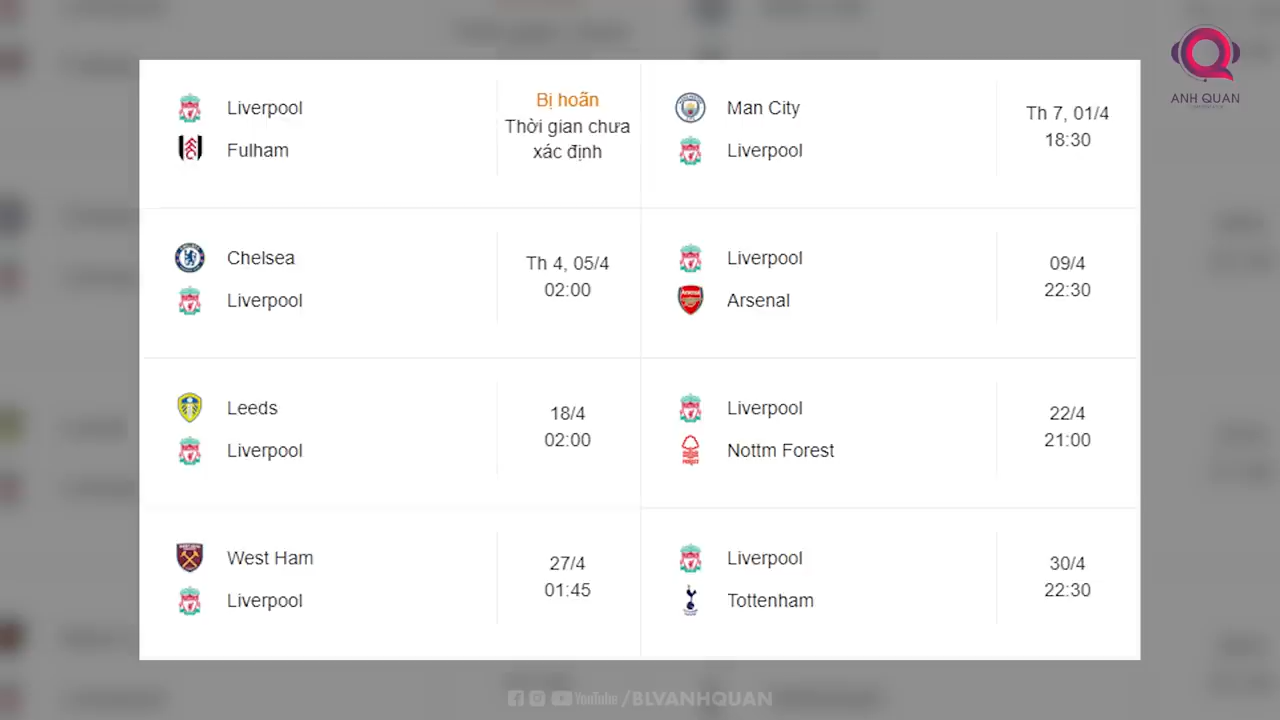 Liverpool
Fulham
Bị hoãn
Thời gian chưa
xác định
Man City
Liverpool
Th 7, 01/4
18:30
Chelsea
Liverpool
Th 4, 05/4
02:00
Liverpool
Arsenal
09/4
22:30
Leeds
Liverpool
18/4
02:00
Liverpool
Nottm Forest
22/4
21:00
West Ham
Liverpool
27/4
01:45
Liverpool
Tottenham
30/4
22:30
ANH QUAN
YouTube /BLVANHQUAN